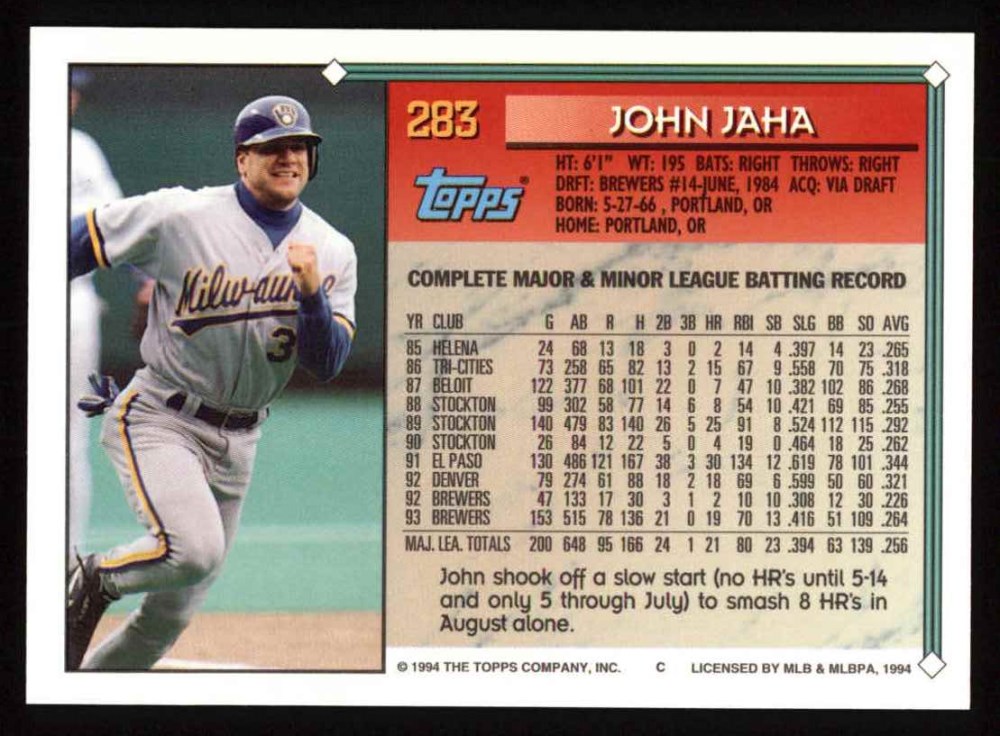 283
JOHN JAHA
topps®
HT: 6'1" WT: 195 BATS: RIGHT THROWS: RIGHT
DRFT: BREWERS #14-JUNE, 1984 ACQ: VIA DRAFT
BORN: 5-27-66 , PORTLAND, OR
HOME: PORTLAND, OR
Milwaukee
3
COMPLETE MAJOR & MINOR LEAGUE BATTING RECORD
YR CLUB G AB R H 2B 3B HR RBI SB SLG BB SO AVG
85 HELENA 24 68 13 18 3 0 2 14 4 .397 14 23 .265
86 TRI-CITIES 73 258 65 82 13 2 15 67 9 .558 70 75 .318
87 BELOIT 122 377 68 101 22 0 7 47 10 .382 102 86 .268
88 STOCKTON 99 302 58 77 14 6 8 54 10 .421 69 85 .255
89 STOCKTON 140 479 83 140 26 5 25 91 8 .524 112 115 .292
90 STOCKTON 26 84 12 22 5 0 4 19 0 .464 18 25 .262
91 EL PASO 130 486 121 167 38 3 30 134 12 .619 78 101 .344
92 DENVER 79 274 61 88 18 2 18 69 6 .599 50 60 .321
92 BREWERS 47 133 17 30 3 1 2 10 10 .308 12 30 .226
93 BREWERS 153 515 78 136 21 0 19 70 13 .416 51 109 .264
MAJ. LEA. TOTALS 200 648 95 166 24 1 21 80 23 .394 63 139 .256
John shook off a slow start (no HR's until 5-14
and only 5 through July) to smash 8 HR's in
August alone.
© 1994 THE TOPPS COMPANY, INC. C LICENSED BY MLB & MLBPA, 1994